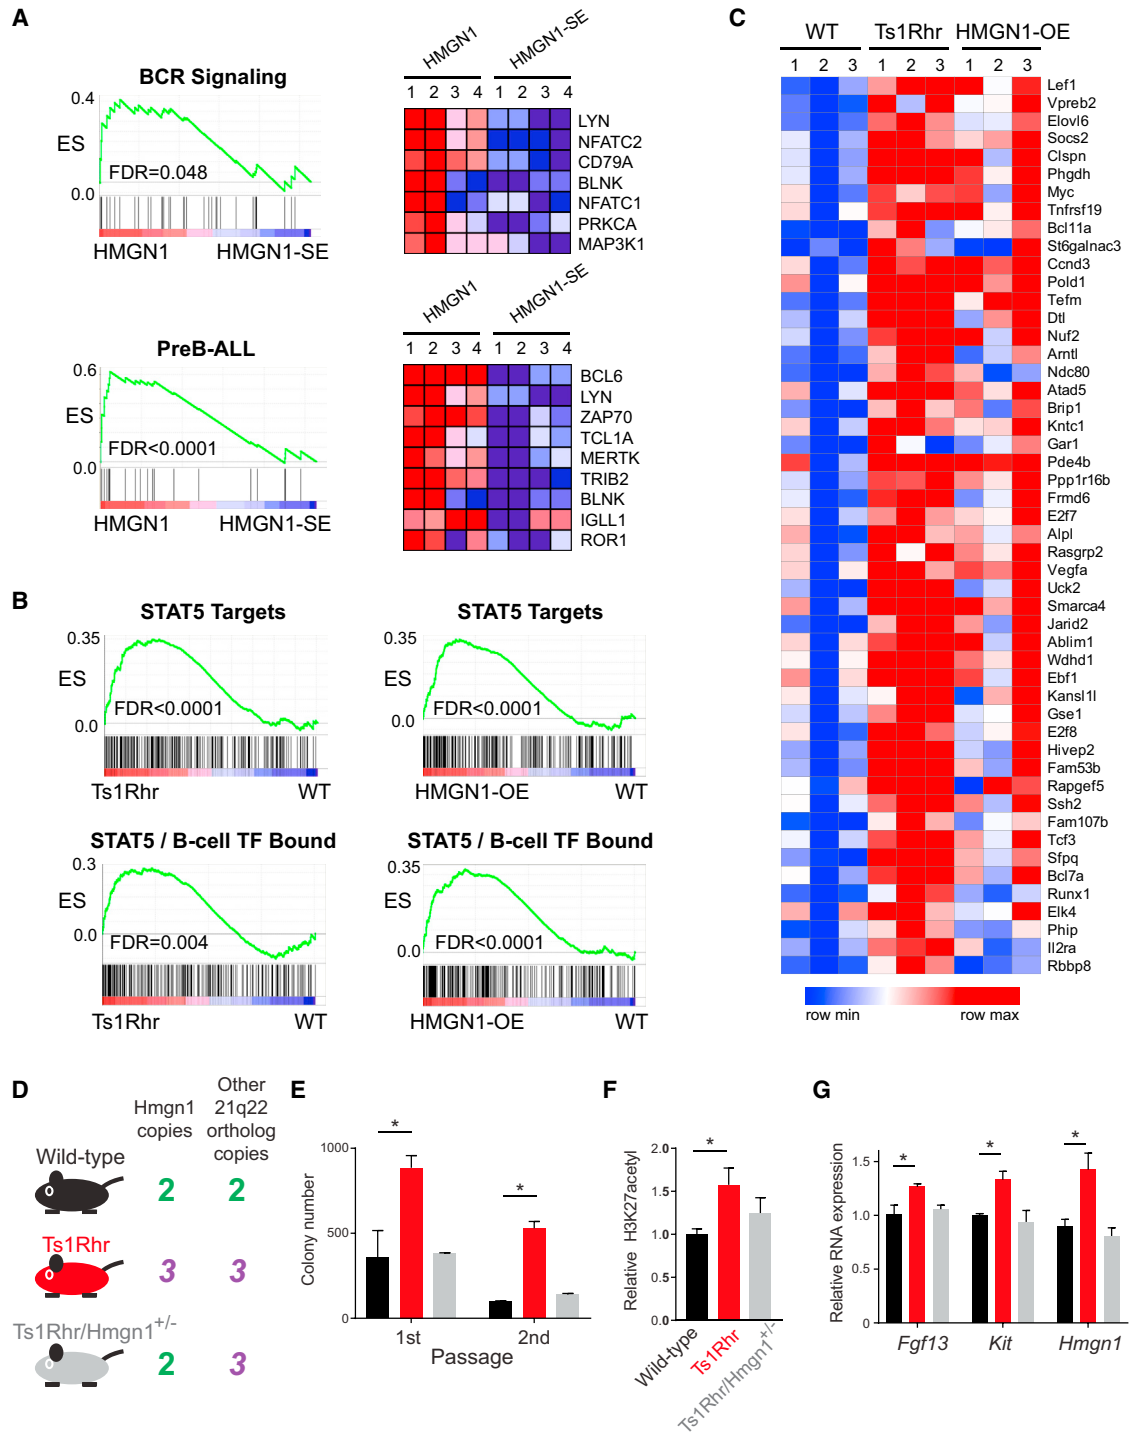 A
BCR Signaling
0.4
ES
FDR=0.048
0.0
HMGN1 HMGN1-SE
HMGN1 HMGN1-SE
1 2 3 4 1 2 3 4
LYN
NFATC2
CD79A
BLNK
NFATC1
PRKCA
MAP3K1
PreB-ALL
0.6
ES
FDR<0.0001
0.0
HMGN1 HMGN1-SE
HMGN1 HMGN1-SE
1 2 3 4 1 2 3 4
BCL6
LYN
ZAP70
TCL1A
MERTK
TRIB2
BLNK
IGLL1
ROR1
B
STAT5 Targets
0.35
ES
FDR<0.0001
0.0
Ts1Rhr WT
STAT5 Targets
0.35
ES
FDR<0.0001
0.0
HMGN1-OE WT
STAT5 / B-cell TF Bound
0.3
ES
FDR=0.004
0.0
Ts1Rhr WT
STAT5 / B-cell TF Bound
0.35
ES
FDR<0.0001
0.0
HMGN1-OE WT
C
WT Ts1Rhr HMGN1-OE
1 2 3 1 2 3 1 2 3
Lef1
Vpreb2
Elovl6
Socs2
Clspn
Phgdh
Myc
Tnfrsf19
Bcl11a
St6galnac3
Ccnd3
Pold1
Tefm
Dtl
Nuf2
Arntl
Ndc80
Atad5
Brip1
Kntc1
Gar1
Pde4b
Ppp1r16b
Frmd6
E2f7
Alpl
Rasgrp2
Vegfa
Uck2
Smarca4
Jarid2
Ablim1
Wdhd1
Ebf1
Kansl1l
Gse1
E2f8
Hivep2
Fam53b
Rapgef5
Ssh2
Fam107b
Tcf3
Sfpq
Bcl7a
Runx1
Elk4
Phip
Il2ra
Rbbp8
row min row max
D
Hmgn1
copies
Other
21q22
ortholog
copies
Wild-type
2 2
Ts1Rhr
3 3
Ts1Rhr/Hmgn1+/-
2 3
E
Colony number
1000
500
0
*
*
1st 2nd
Passage
F
Relative H3K27acetyl
2.0
1.5
1.0
0.5
0.0
*
Wild-type
Ts1Rhr
Ts1Rhr/Hmgn1+/-
G
Relative RNA expression
1.5
1.0
0.5
0
*
*
*
Fgf13 Kit Hmgn1